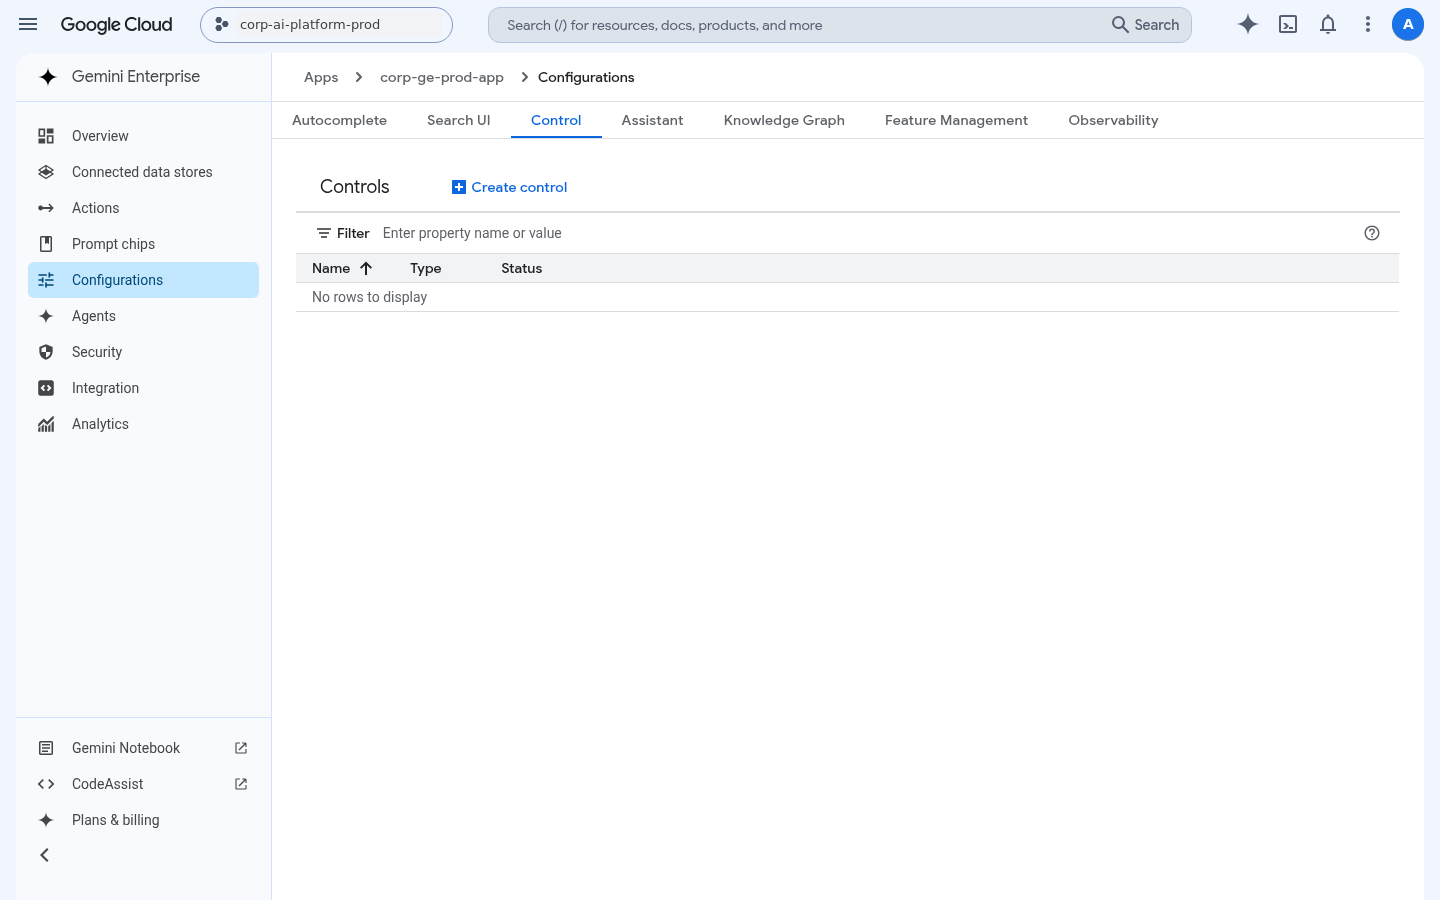 Google Cloud
corp-ai-platform-prod
Search (/) for resources, docs, products, and more
Search
A
Gemini Enterprise
Apps
corp-ge-prod-app
Configurations
Autocomplete
Search UI
Control
Assistant
Knowledge Graph
Feature Management
Observability
Overview
Connected data stores
Actions
Prompt chips
Configurations
Agents
Security
Integration
Analytics
Controls
Create control
Filter
Enter property name or value
Name
Type
Status
No rows to display
Gemini Notebook
CodeAssist
Plans & billing